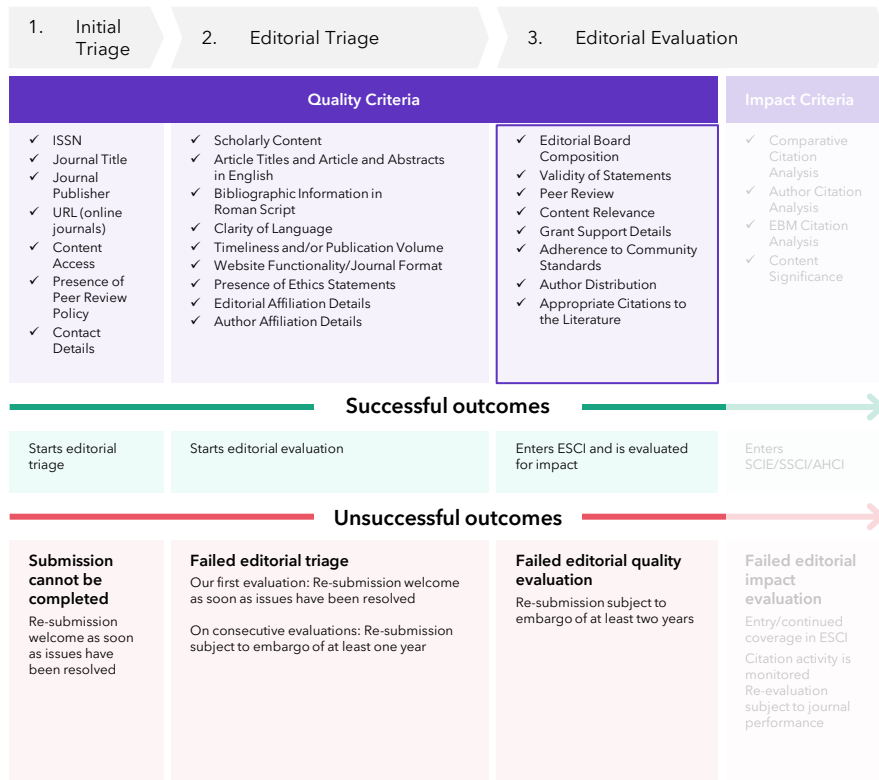 1. Initial
Triage
2. Editorial Triage
3. Editorial Evaluation
Quality Criteria
Impact Criteria
✓ ISSN
✓ Journal Title
✓ Journal
Publisher
✓ URL (online
journals)
✓ Content
Access
✓ Presence of
Peer Review
Policy
✓ Contact
Details
✓ Scholarly Content
✓ Article Titles and Article and Abstracts
in English
✓ Bibliographic Information in
Roman Script
✓ Clarity of Language
✓ Timeliness and/or Publication Volume
✓ Website Functionality/Journal Format
✓ Presence of Ethics Statements
✓ Editorial Affiliation Details
✓ Author Affiliation Details
✓ Editorial Board
Composition
✓ Validity of Statements
✓ Peer Review
✓ Content Relevance
✓ Grant Support Details
✓ Adherence to Community
Standards
✓ Author Distribution
✓ Appropriate Citations to
the Literature
✓ Comparative
Citation
Analysis
✓ Author Citation
Analysis
✓ EBM Citation
Analysis
✓ Content
Significance
Successful outcomes
Starts editorial
triage
Starts editorial evaluation
Enters ESCI and is evaluated
for impact
Enters
SCIE/SSCI/AHCI
Unsuccessful outcomes
Submission
cannot be
completed
Re-submission
welcome as soon
as issues have
been resolved
Failed editorial triage
Our first evaluation: Re-submission welcome
as soon as issues have been resolved
On consecutive evaluations: Re-submission
subject to embargo of at least one year
Failed editorial quality
evaluation
Re-submission subject to
embargo of at least two years
Failed editorial
impact
evaluation
Entry/continued
coverage in ESCI
Citation activity is
monitored
Re-evaluation
subject to journal
performance